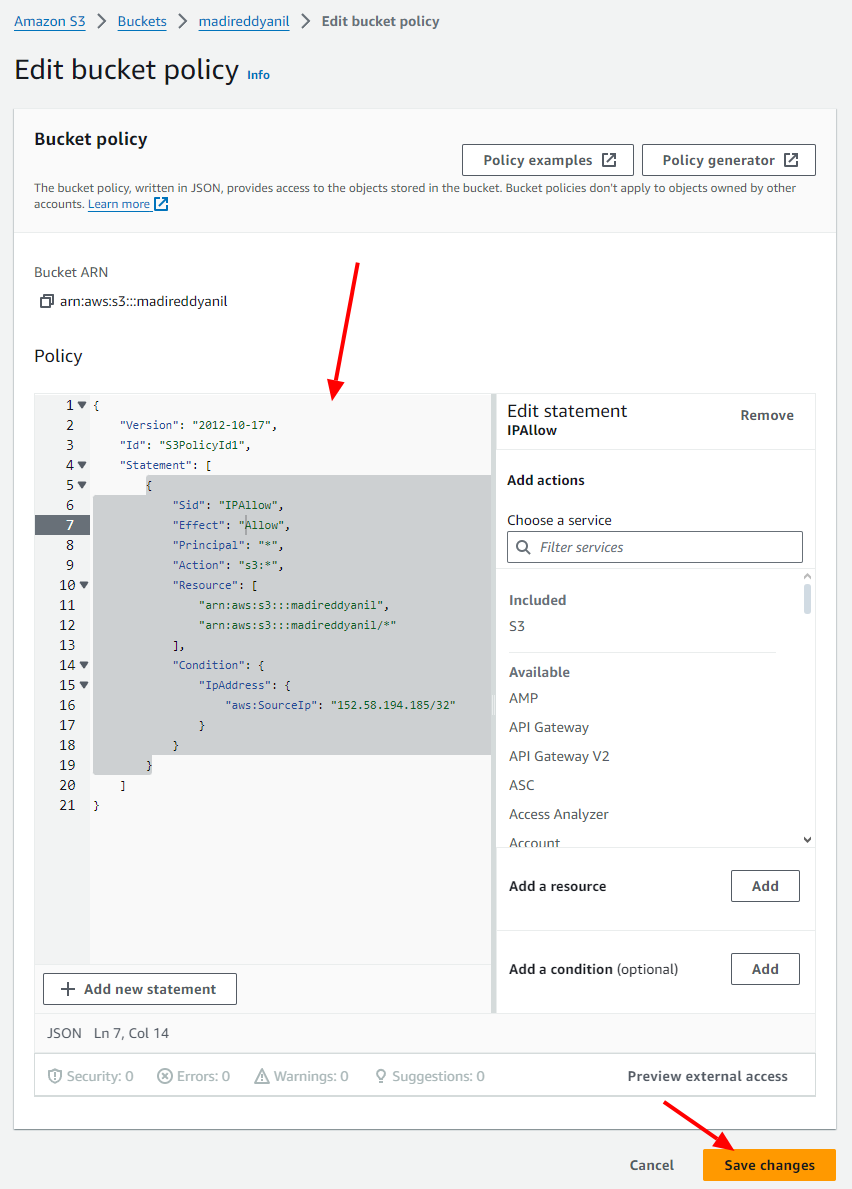 Amazon S3 > Buckets > madireddyanil > Edit bucket policy
Edit bucket policy Info
Bucket policy
Policy examples
Policy generator
The bucket policy, written in JSON, provides access to the objects stored in the bucket. Bucket policies don't apply to objects owned by other
accounts. Learn more
Bucket ARN
arn:aws:s3:::madireddyanil
Policy
1 {
2 "Version": "2012-10-17",
3 "Id": "S3PolicyId1",
4 "Statement": [
5 {
6 "Sid": "IPAllow",
7 "Effect": "Allow",
8 "Principal": "*",
9 "Action": "s3:*",
10 "Resource": [
11 "arn:aws:s3:::madireddyanil",
12 "arn:aws:s3:::madireddyanil/*"
13 ],
14 "Condition": {
15 "IpAddress": {
16 "aws:SourceIp": "152.58.194.185/32"
17 }
18 }
19 }
20 ]
21 }
+ Add new statement
Edit statement
Remove
IPAllow
Add actions
Choose a service
Filter services
Included
S3
Available
AMP
API Gateway
API Gateway V2
ASC
Access Analyzer
Account
Add a resource
Add
Add a condition (optional)
Add
JSON Ln 7, Col 14
Security: 0 Errors: 0 Warnings: 0 Suggestions: 0
Preview external access
Cancel
Save changes